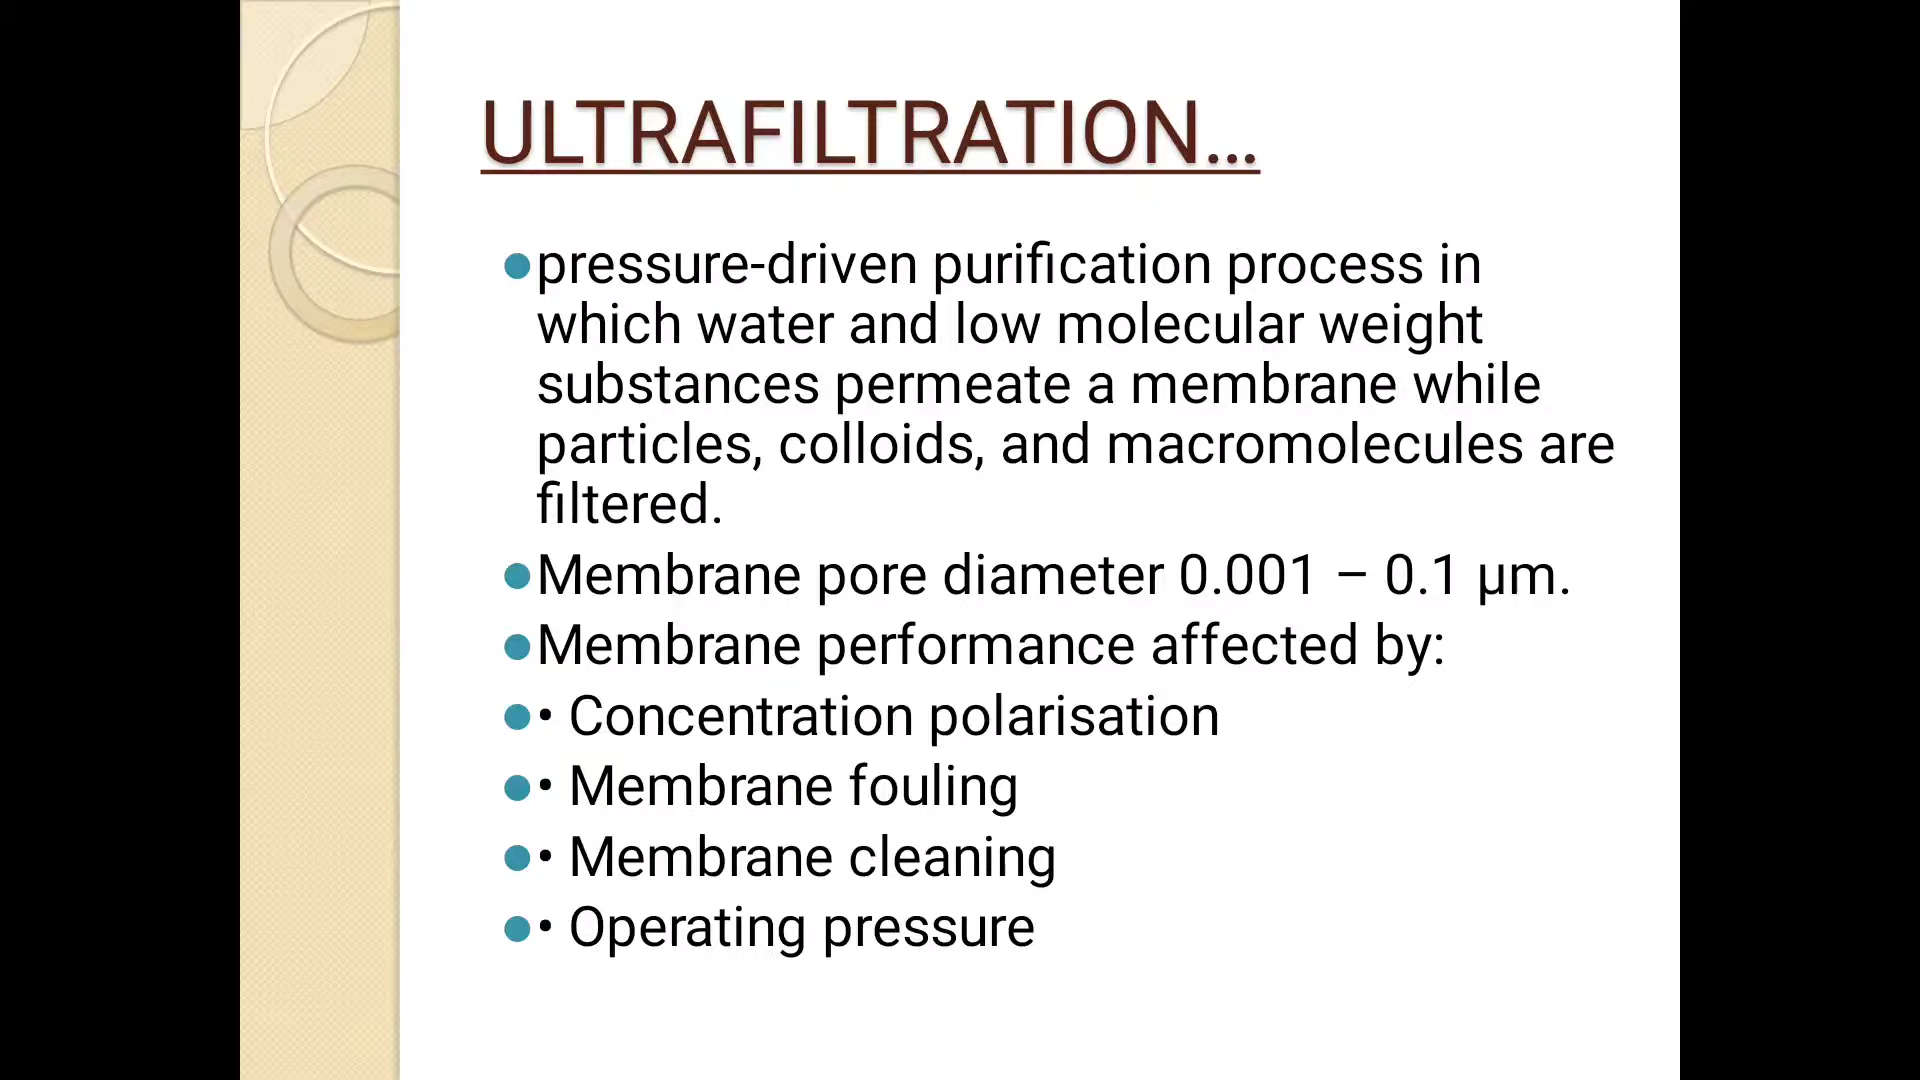 ULTRAFILTRATION...
●pressure-driven purification process in
which water and low molecular weight
substances permeate a membrane while
particles, colloids, and macromolecules are
filtered.
●Membrane pore diameter 0.001 – 0.1 µm.
●Membrane performance affected by:
●• Concentration polarisation
●• Membrane fouling
●• Membrane cleaning
●• Operating pressure